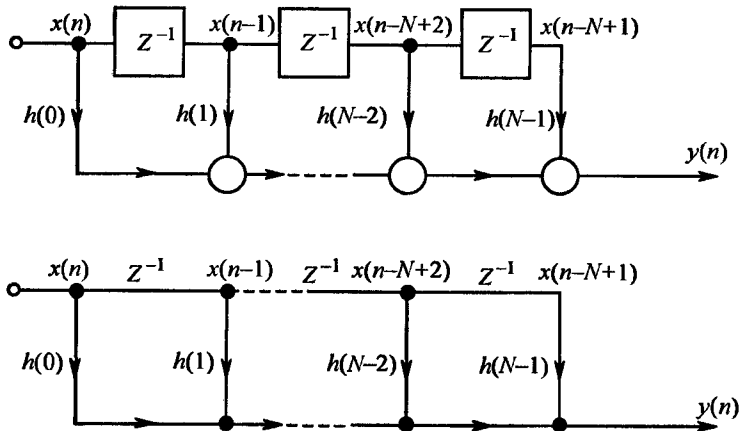 x(n) x(n–1) x(n–N+2) x(n–N+1)
Z⁻¹ Z⁻¹ Z⁻¹
h(0) h(1) h(N–2) h(N–1)
y(n)
x(n) Z⁻¹ x(n–1) Z⁻¹ x(n–N+2) Z⁻¹ x(n–N+1)
h(0) h(1) h(N–2) h(N–1)
y(n)